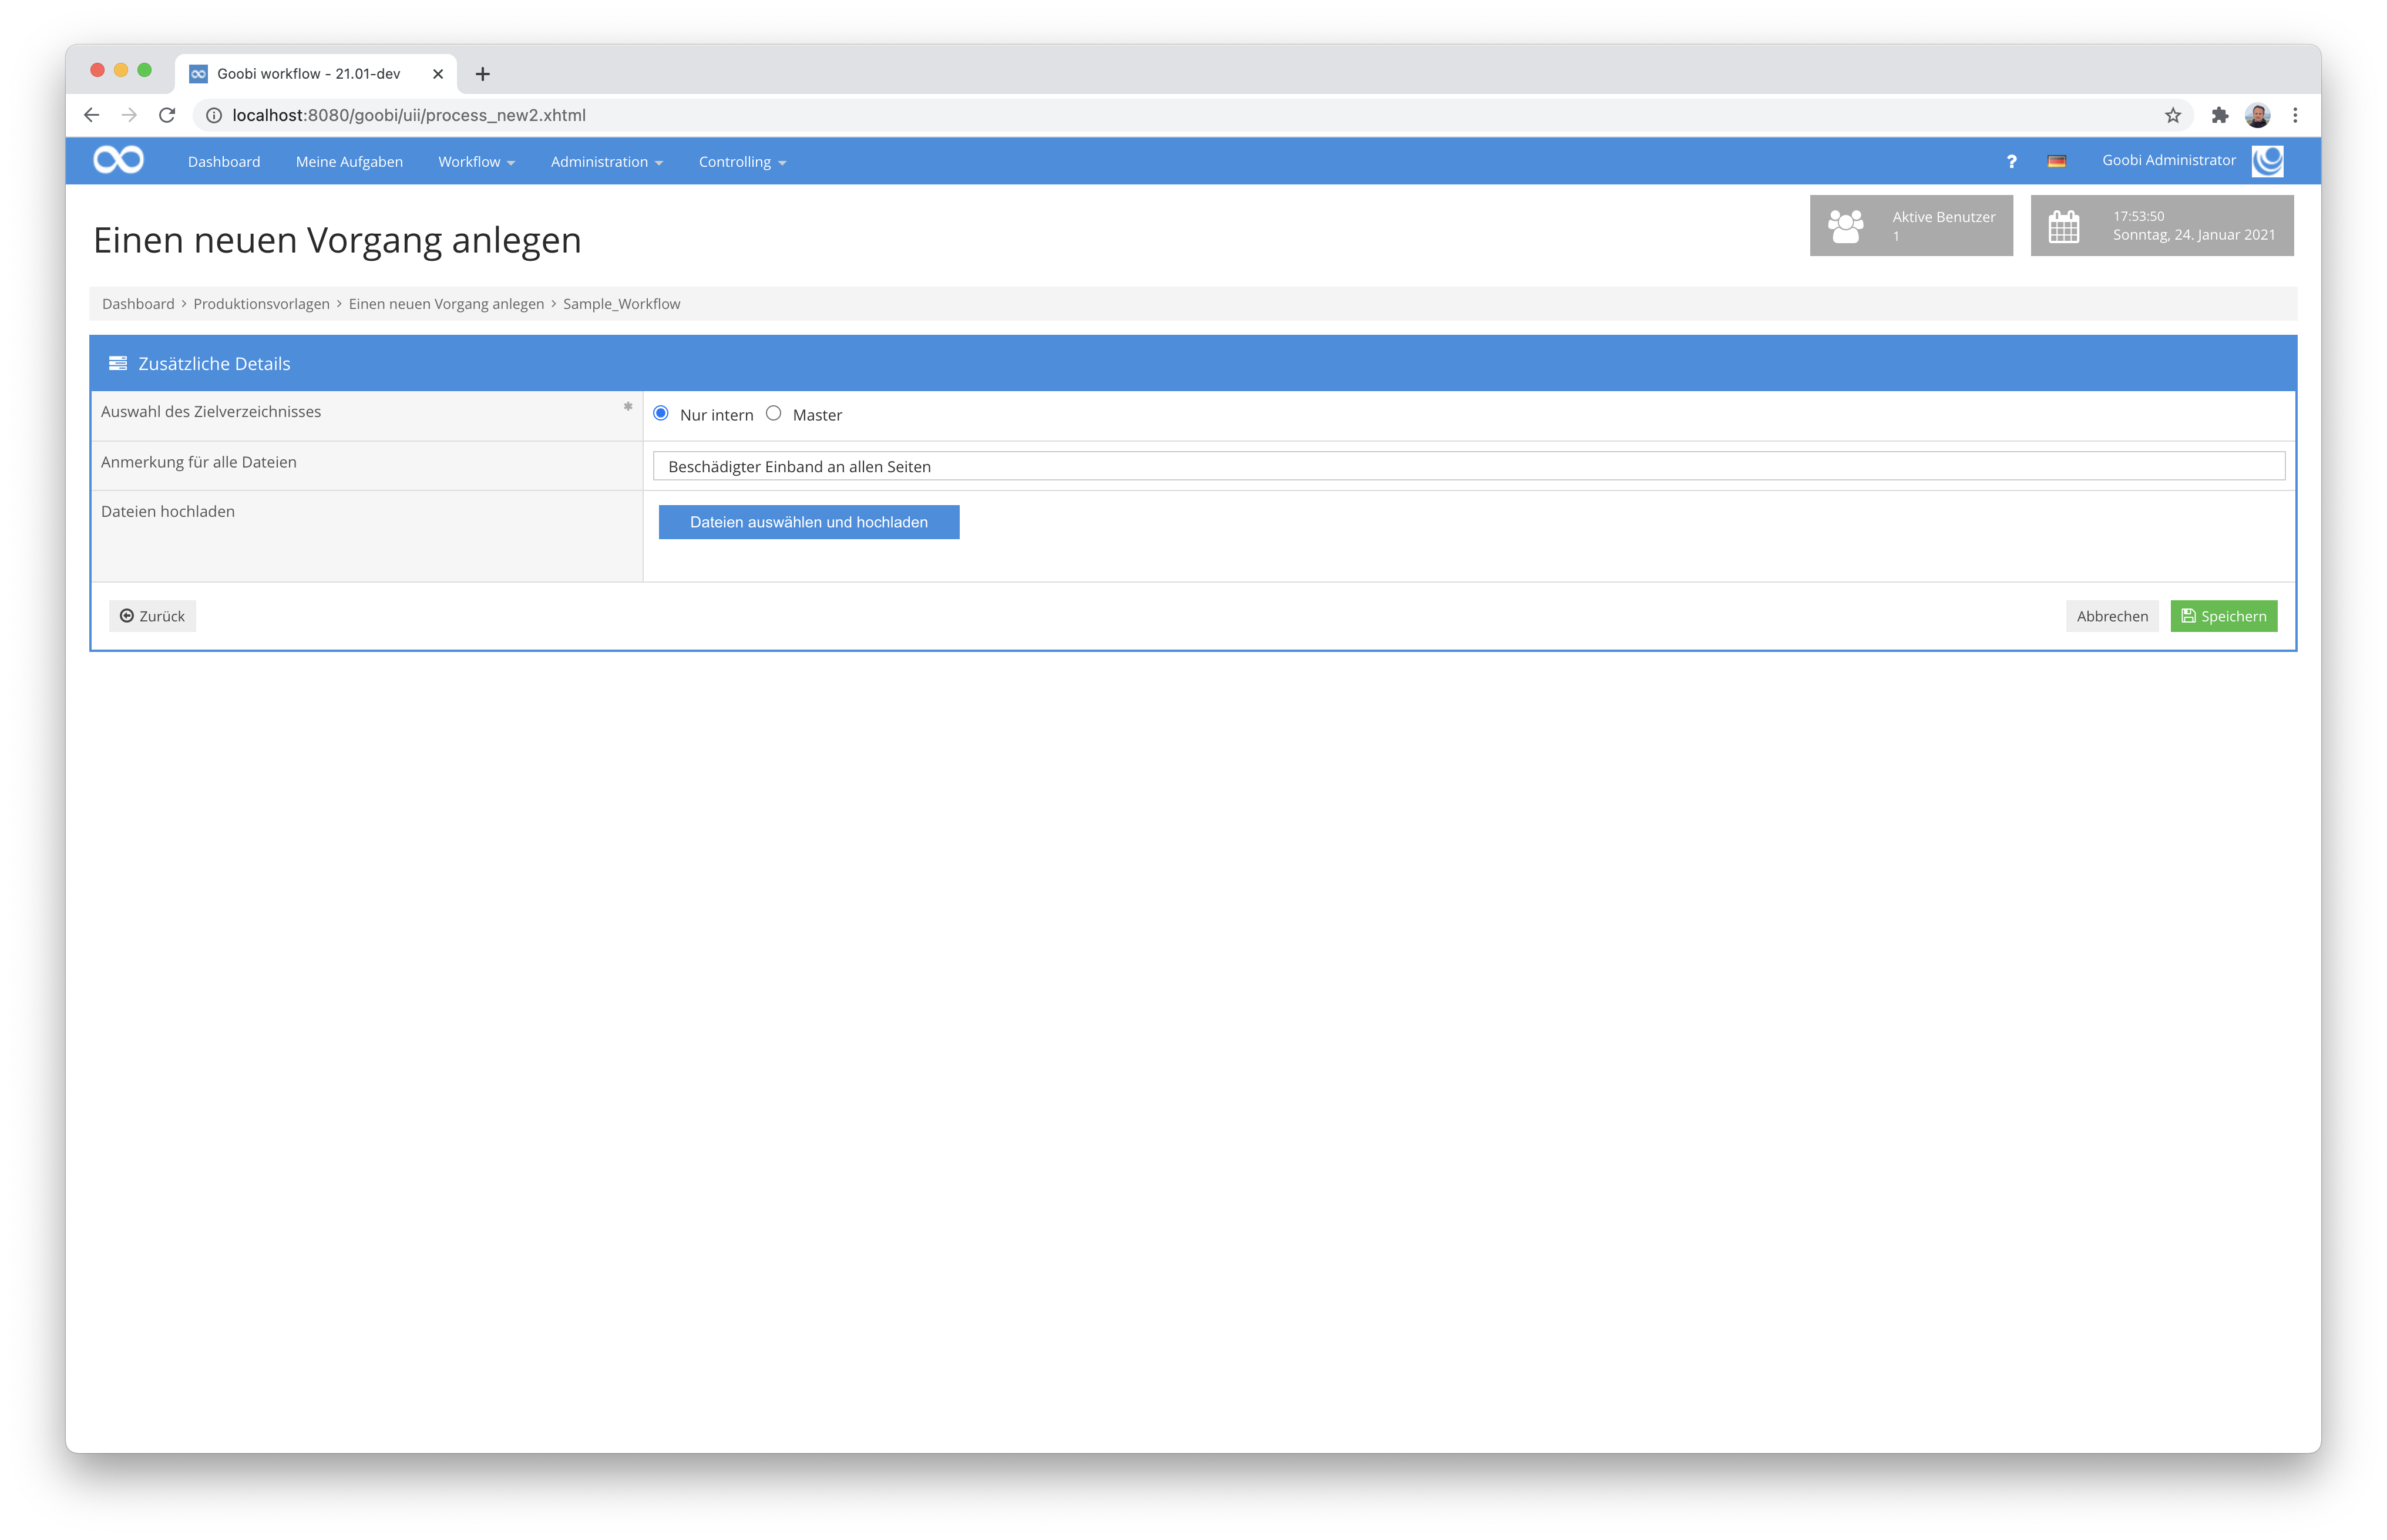 Goobi workflow - 21.01-dev
localhost:8080/goobi/uii/process_new2.xhtml
Dashboard Meine Aufgaben Workflow Administration Controlling ? Goobi Administrator
Einen neuen Vorgang anlegen
Aktive Benutzer
1
17:53:50
Sonntag, 24. Januar 2021
Dashboard › Produktionsvorlagen › Einen neuen Vorgang anlegen › Sample_Workflow
Zusätzliche Details
Auswahl des Zielverzeichnisses * Nur intern Master
Anmerkung für alle Dateien Beschädigter Einband an allen Seiten
Dateien hochladen Dateien auswählen und hochladen
Zurück Abbrechen Speichern